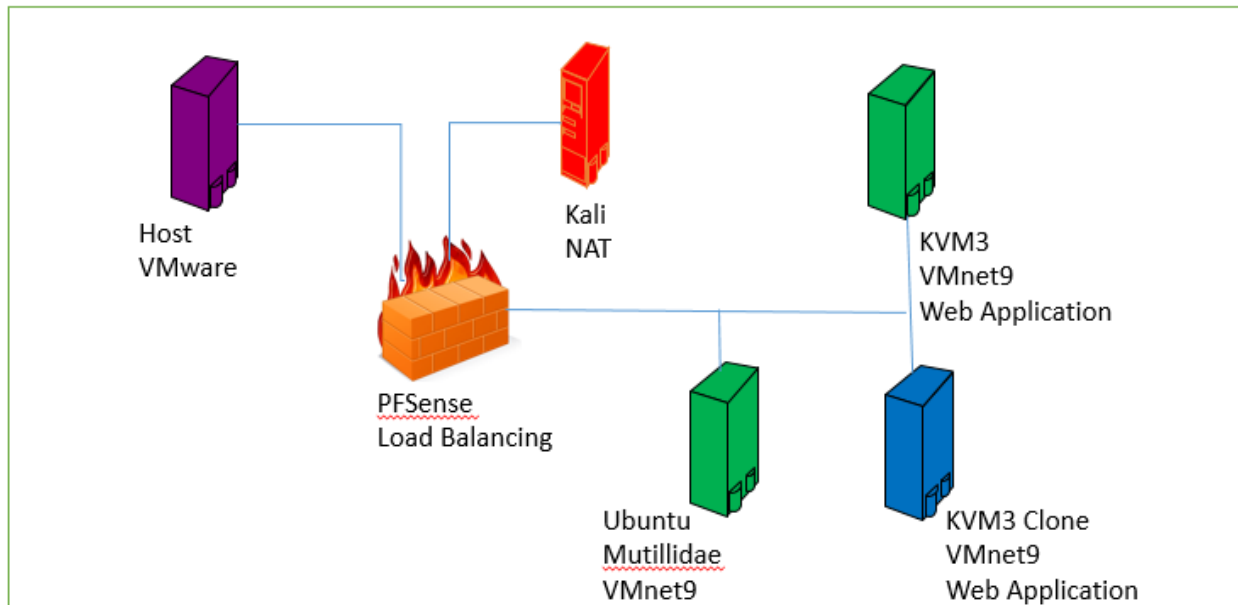 Host
VMware
Kali
NAT
KVM3
VMnet9
Web Application
PFSense
Load Balancing
Ubuntu
Mutillidae
VMnet9
KVM3 Clone
VMnet9
Web Application